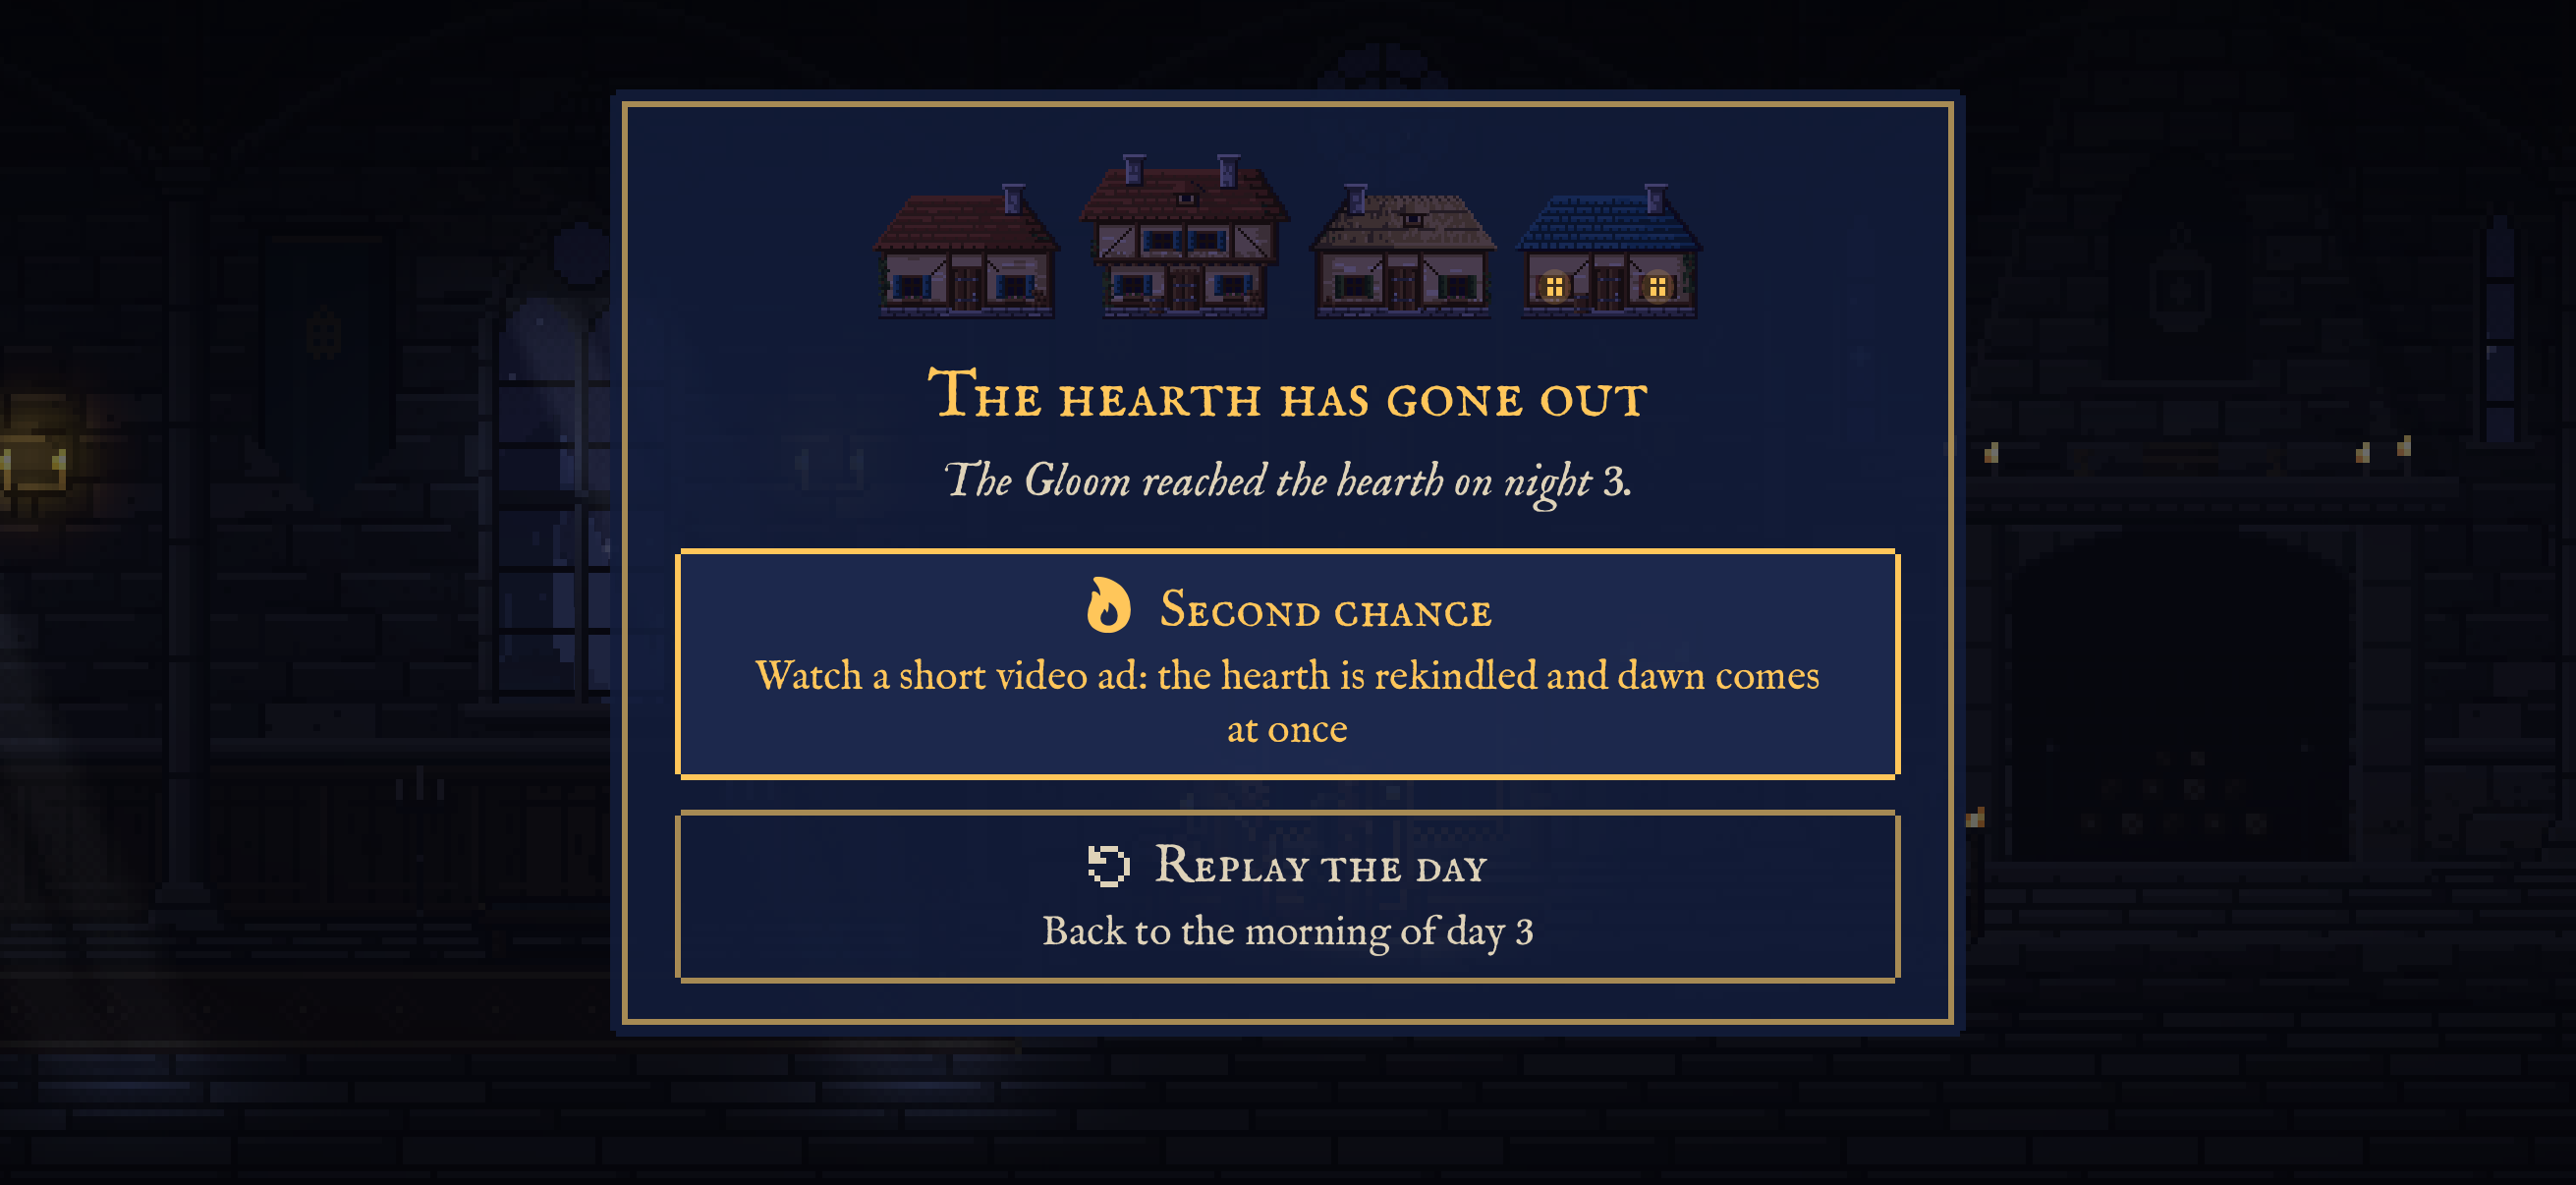 The hearth has gone out
The Gloom reached the hearth on night 3.
Second chance
Watch a short video ad: the hearth is rekindled and dawn comes
at once
Replay the day
Back to the morning of day 3